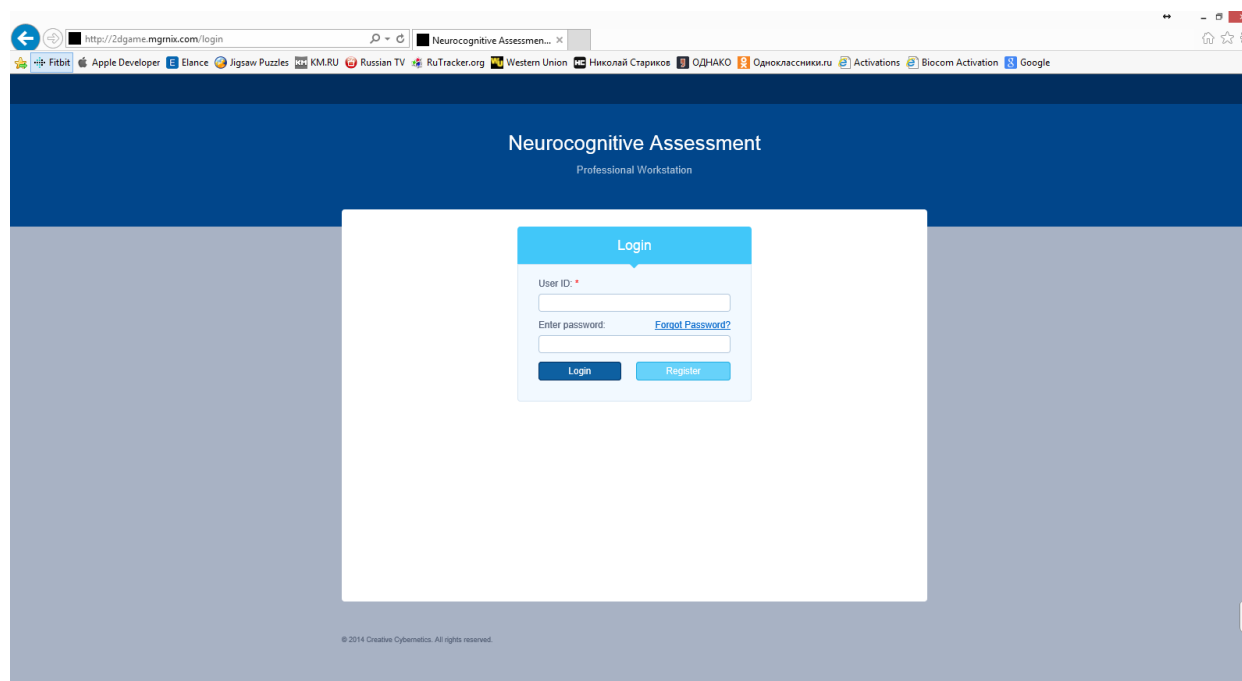 http://2dgame.mgrnix.com/login
Neurocognitive Assessmen...
Fitbit Apple Developer Elance Jigsaw Puzzles KM.RU Russian TV RuTracker.org Western Union Николай Стариков ОДНАКО Одноклассники.ru Activations Biocom Activation Google
Neurocognitive Assessment
Professional Workstation
Login
User ID: *
Enter password: Forgot Password?
Login Register
© 2014 Creative Cybernetics. All rights reserved.